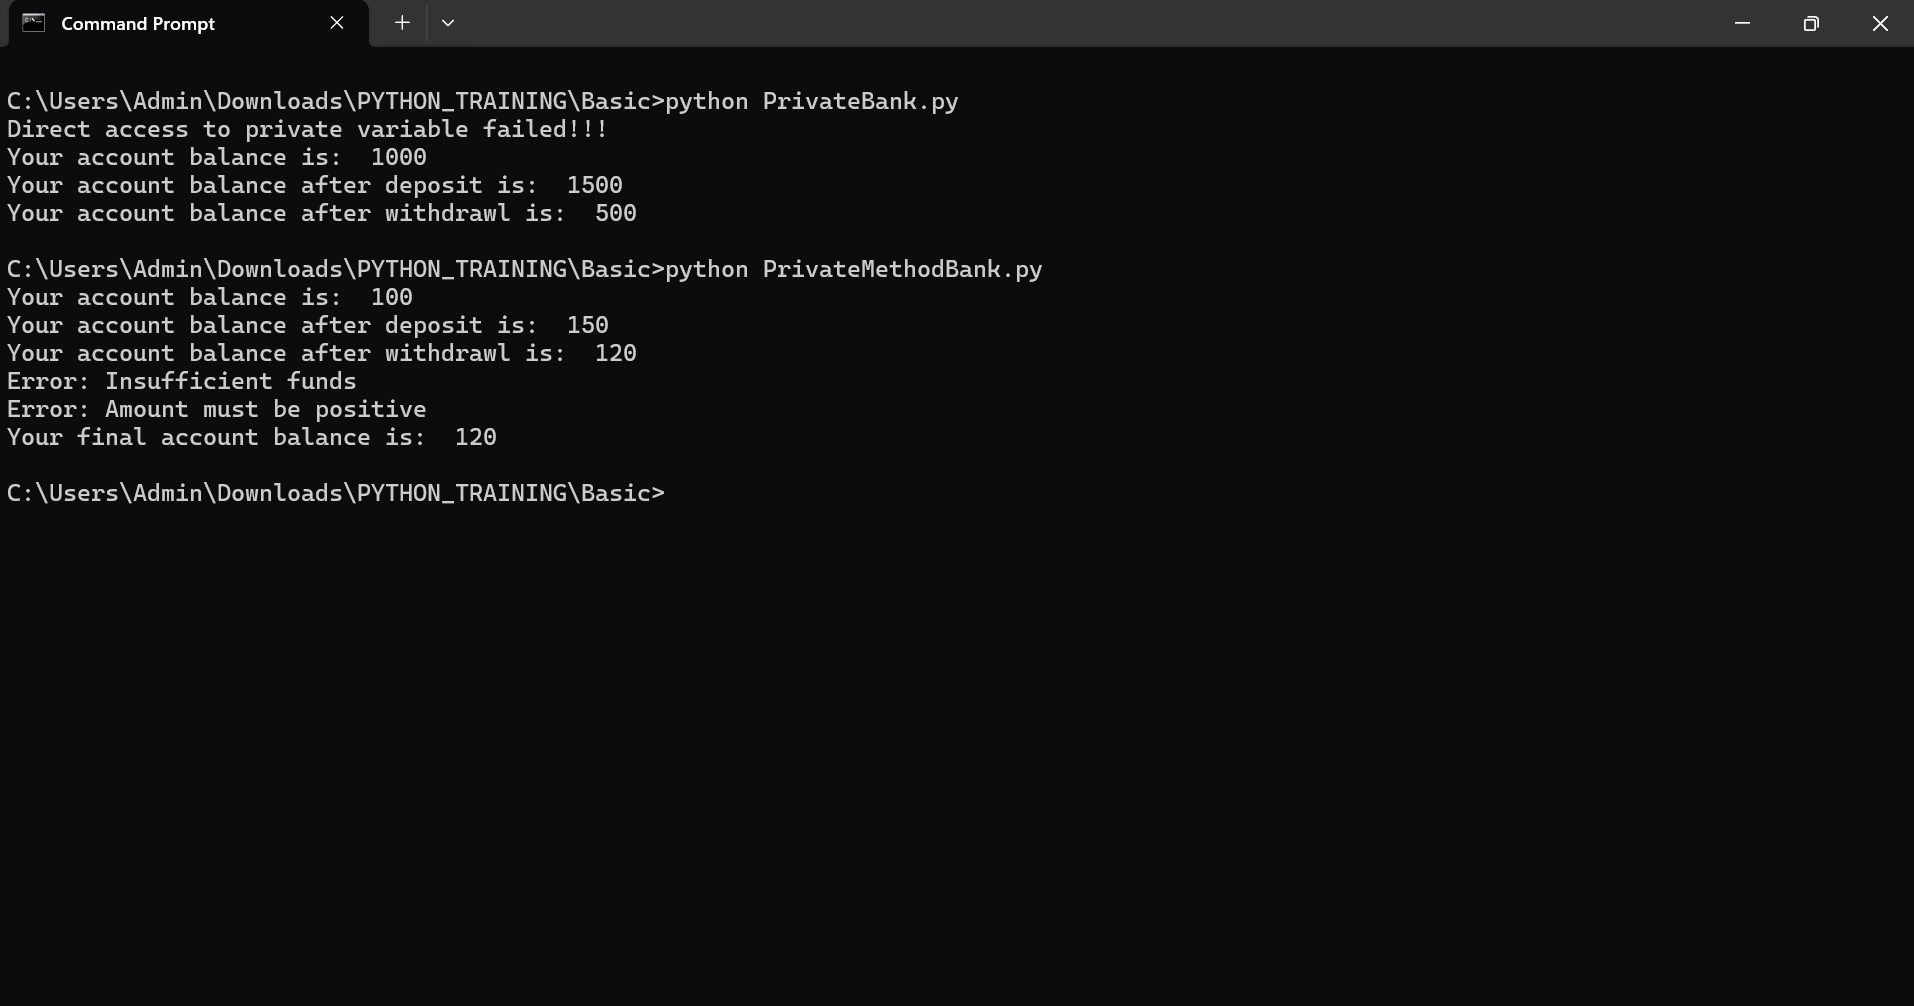 Command Prompt
C:\Users\Admin\Downloads\PYTHON_TRAINING\Basic>python PrivateBank.py
Direct access to private variable failed!!!
Your account balance is:  1000
Your account balance after deposit is:  1500
Your account balance after withdrawl is:  500
C:\Users\Admin\Downloads\PYTHON_TRAINING\Basic>python PrivateMethodBank.py
Your account balance is:  100
Your account balance after deposit is:  150
Your account balance after withdrawl is:  120
Error: Insufficient funds
Error: Amount must be positive
Your final account balance is:  120
C:\Users\Admin\Downloads\PYTHON_TRAINING\Basic>